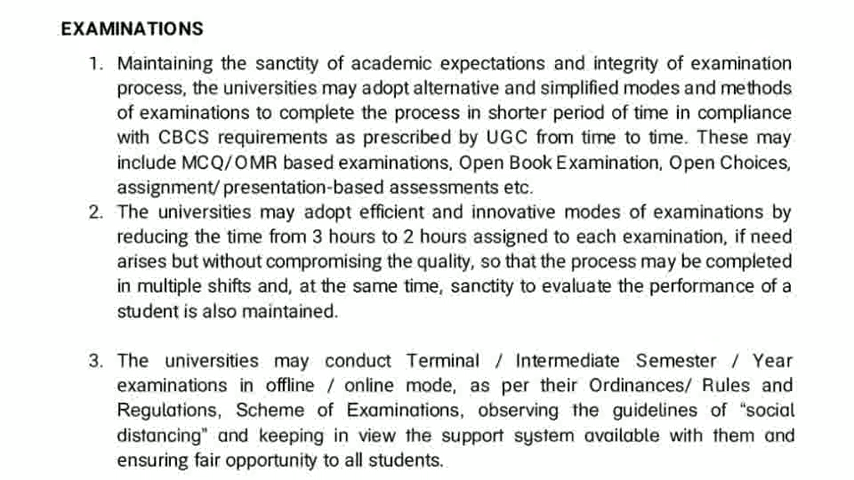 EXAMINATIONS
1. Maintaining the sanctity of academic expectations and integrity of examination
process, the universities may adopt alternative and simplified modes and methods
of examinations to complete the process in shorter period of time in compliance
with CBCS requirements as prescribed by UGC from time to time. These may
include MCQ/OMR based examinations, Open Book Examination, Open Choices,
assignment/ presentation-based assessments etc.
2. The universities may adopt efficient and innovative modes of examinations by
reducing the time from 3 hours to 2 hours assigned to each examination, if need
arises but without compromising the quality, so that the process may be completed
in multiple shifts and, at the same time, sanctity to evaluate the performance of a
student is also maintained.
3. The universities may conduct Terminal / Intermediate Semester / Year
examinations in offline / online mode, as per their Ordinances/ Rules and
Regulations, Scheme of Examinations, observing the guidelines of "social
distancing" and keeping in view the support system available with them and
ensuring fair opportunity to all students.